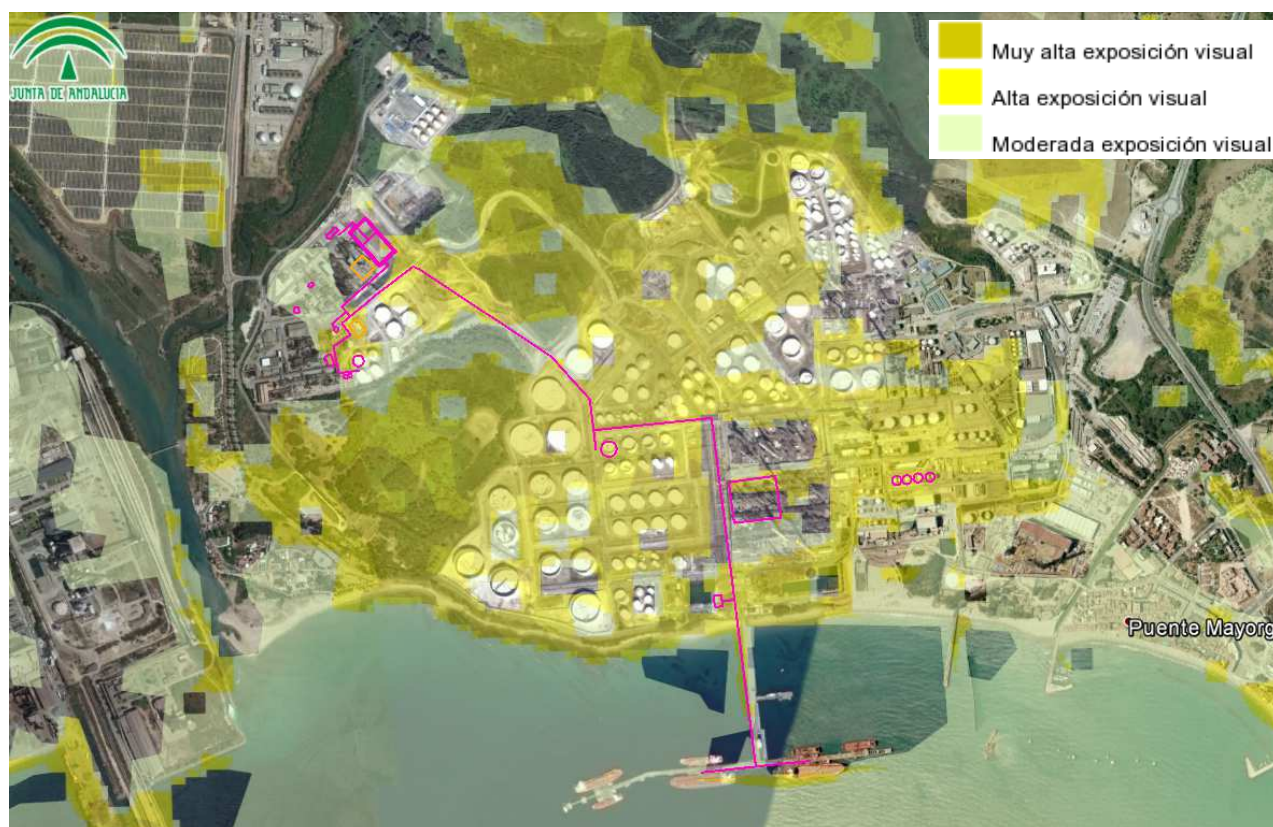 JUNTA DE ANDALUCIA
Muy alta exposición visual
Alta exposición visual
Moderada exposición visual
Puente Mayorg